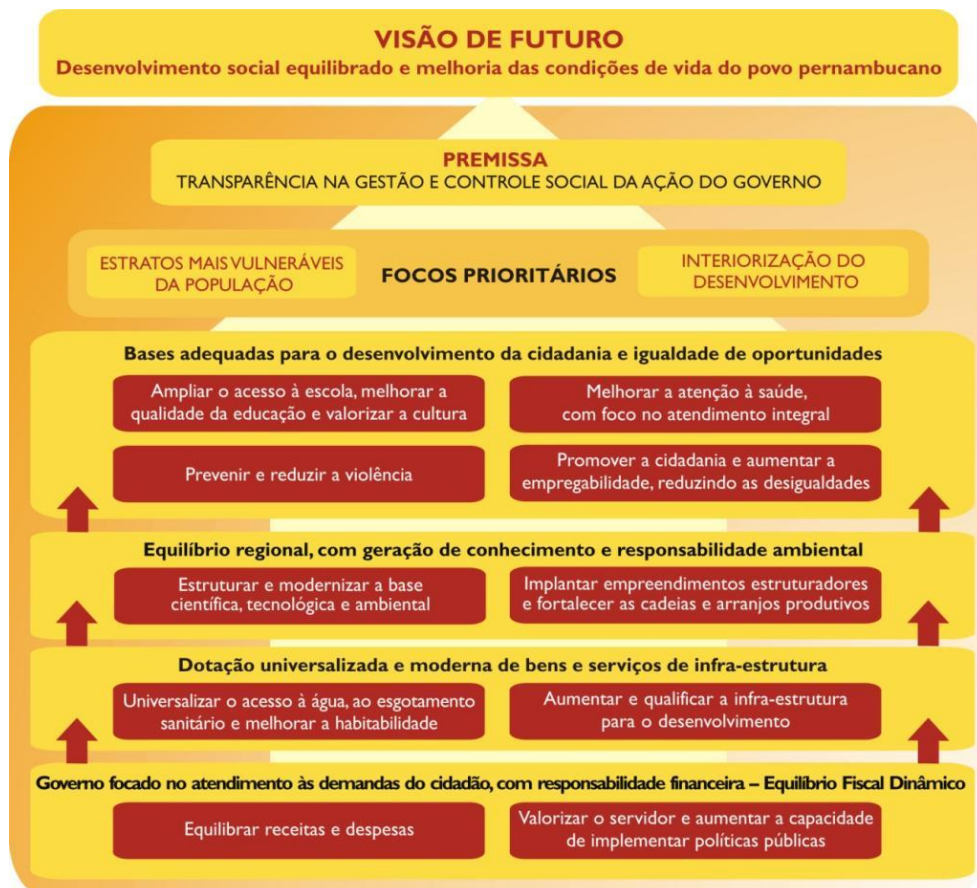 VISÃO DE FUTURO
Desenvolvimento social equilibrado e melhoria das condições de vida do povo pernambucano
PREMISSA
TRANSPARÊNCIA NA GESTÃO E CONTROLE SOCIAL DA AÇÃO DO GOVERNO
ESTRATOS MAIS VULNERÁVEIS
DA POPULAÇÃO
FOCOS PRIORITÁRIOS
INTERIORIZAÇÃO DO
DESENVOLVIMENTO
Bases adequadas para o desenvolvimento da cidadania e igualdade de oportunidades
Ampliar o acesso à escola, melhorar a
qualidade da educação e valorizar a cultura
Melhorar a atenção à saúde,
com foco no atendimento integral
Prevenir e reduzir a violência
Promover a cidadania e aumentar a
empregabilidade, reduzindo as desigualdades
Equilíbrio regional, com geração de conhecimento e responsabilidade ambiental
Estruturar e modernizar a base
científica, tecnológica e ambiental
Implantar empreendimentos estruturadores
e fortalecer as cadeias e arranjos produtivos
Dotação universalizada e moderna de bens e serviços de infra-estrutura
Universalizar o acesso à água, ao esgotamento
sanitário e melhorar a habitabilidade
Aumentar e qualificar a infra-estrutura
para o desenvolvimento
Governo focado no atendimento às demandas do cidadão, com responsabilidade financeira – Equilíbrio Fiscal Dinâmico
Equilibrar receitas e despesas
Valorizar o servidor e aumentar a capacidade
de implementar políticas públicas